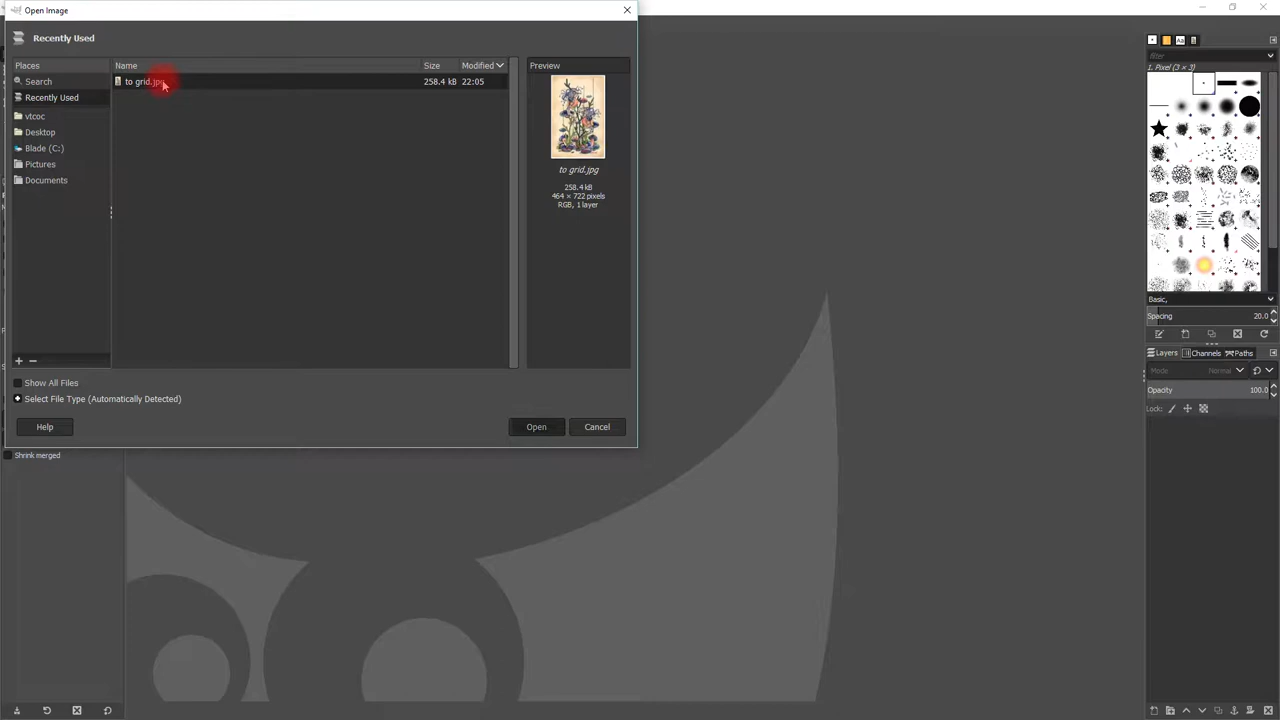 Open Image
Recently Used
Places
Search
Recently Used
vtcoc
Desktop
Blade (C:)
Pictures
Documents
Name Size Modified
to grid.jpg 258.4 kB 22:05
Preview
to grid.jpg
258.4 kB
464 × 722 pixels
RGB, 1 layer
Show All Files
Select File Type (Automatically Detected)
Help
Open
Cancel
Shrink merged
filter
1. Pixel (3 × 3)
Basic,
Spacing 20.0
Layers Channels Paths
Mode Normal
Opacity 100.0
Lock: